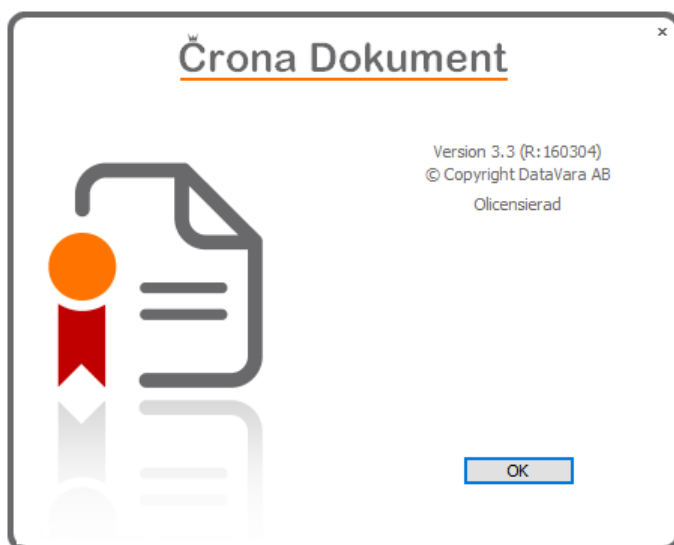 Črona Dokument
Version 3.3 (R:160304)
© Copyright DataVara AB
Olicensierad
OK